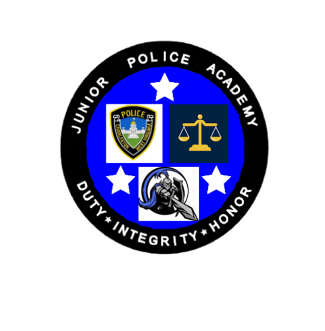 JUNIOR POLICE ACADEMY
POLICE
DUTY★INTEGRITY★HONOR